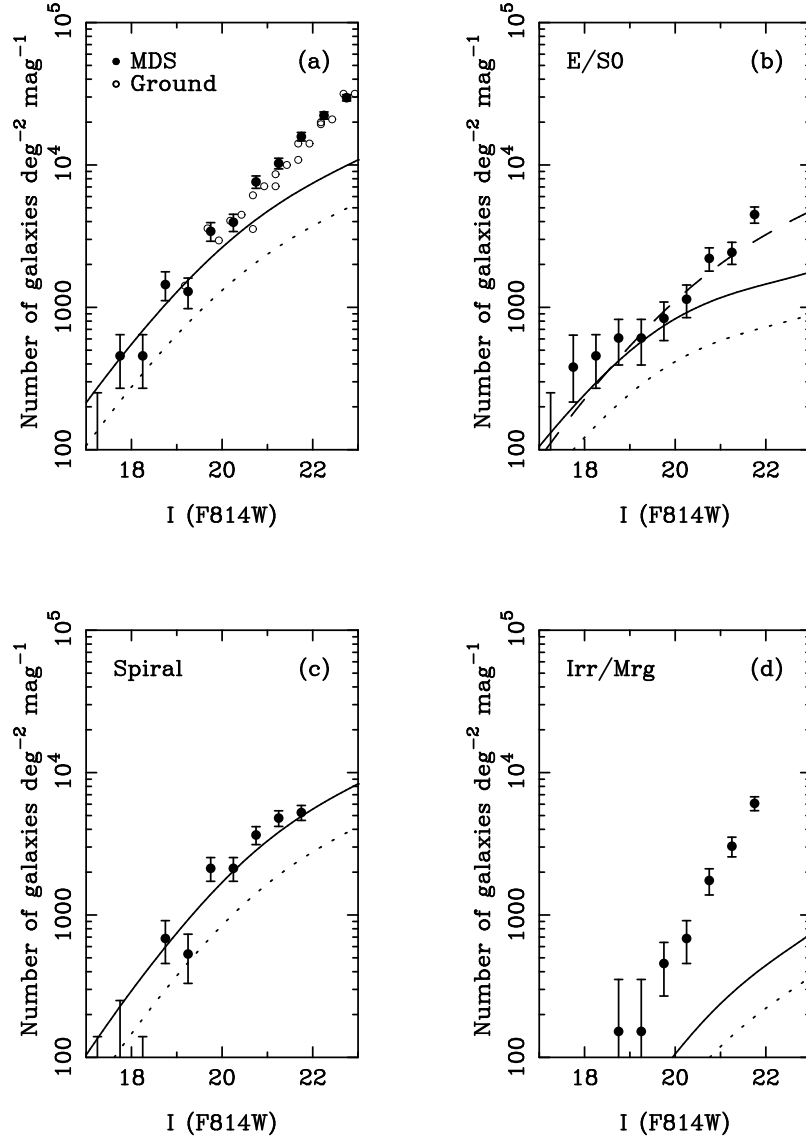 10^5
10^4
1000
100
Number of galaxies deg^-2 mag^-1
MDS
Ground
(a)
18
20
22
I (F814W)
10^5
10^4
1000
100
Number of galaxies deg^-2 mag^-1
E/S0
(b)
18
20
22
I (F814W)
10^5
10^4
1000
100
Number of galaxies deg^-2 mag^-1
Spiral
(c)
18
20
22
I (F814W)
10^5
10^4
1000
100
Number of galaxies deg^-2 mag^-1
Irr/Mrg
(d)
18
20
22
I (F814W)